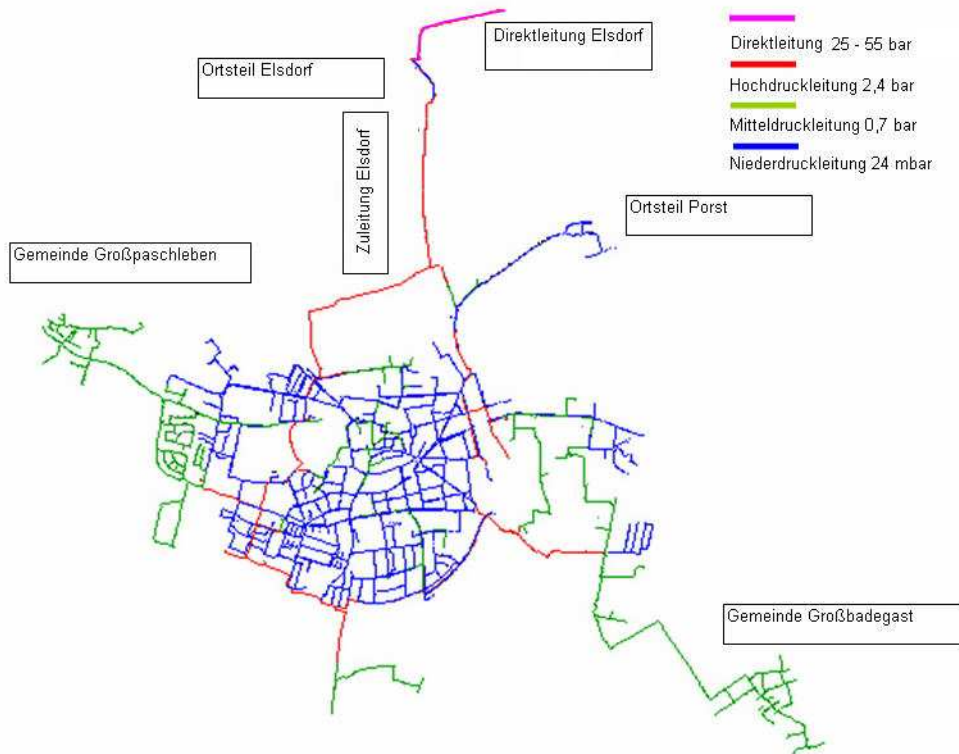 Direktleitung Elsdorf
Ortsteil Elsdorf
Zuleitung Elsdorf
Direktleitung 25 - 55 bar
Hochdruckleitung 2,4 bar
Mitteldruckleitung 0,7 bar
Niederdruckleitung 24 mbar
Ortsteil Porst
Gemeinde Großpaschleben
Gemeinde Großbadegast